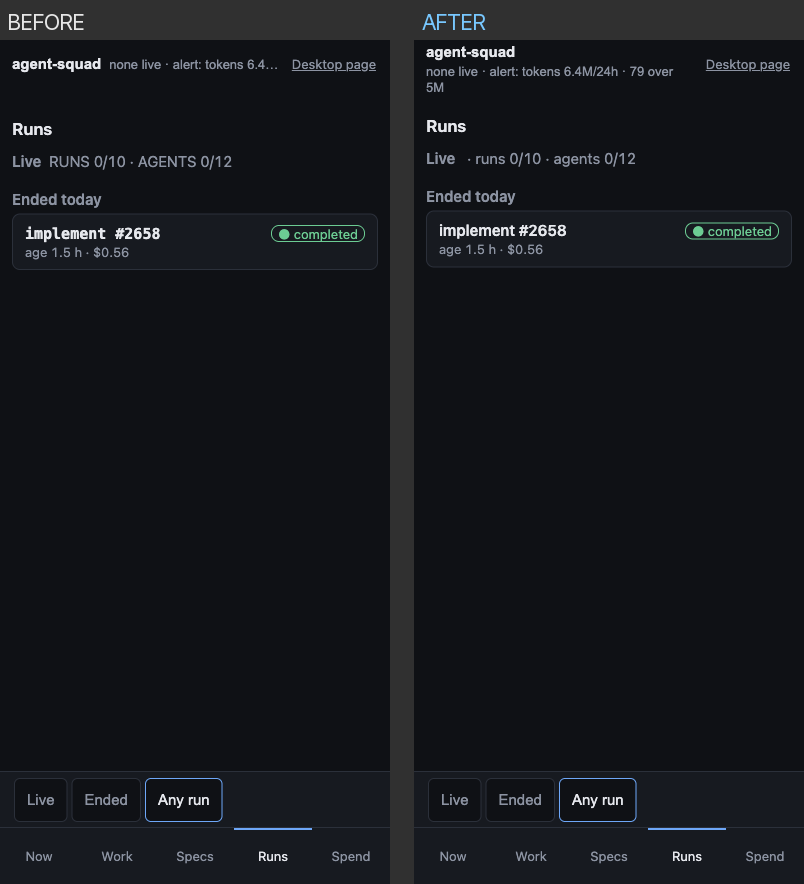 BEFORE
agent-squad none live · alert: tokens 6.4… Desktop page
Runs
Live RUNS 0/10 · AGENTS 0/12
Ended today
implement #2658 completed
age 1.5 h · $0.56
Live Ended Any run
Now Work Specs Runs Spend
AFTER
agent-squad
none live · alert: tokens 6.4M/24h · 79 over
5M
Desktop page
Runs
Live · runs 0/10 · agents 0/12
Ended today
implement #2658 completed
age 1.5 h · $0.56
Live Ended Any run
Now Work Specs Runs Spend